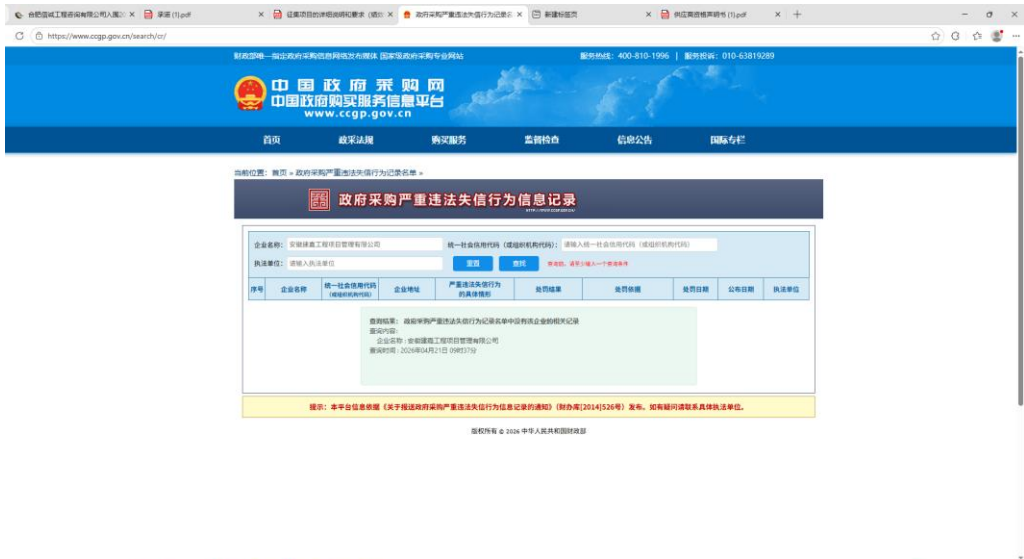 合肥信诚工程咨询有限公司入围
承诺 (1).pdf
征集项目的详细说明和要求
政府采购严重违法失信行为记录名
新建标签页
供应商资格声明书 (1).pdf
https://www.ccgp.gov.cn/search/cr/
财政部唯一指定政府采购信息网络发布媒体 国家级政府采购专业网站
服务热线：400-810-1996 | 服务投诉：010-63819289
中国政府采购网
中国政府购买服务信息平台
www.ccgp.gov.cn
首页 政采法规 购买服务 监督检查 信息公告 国际专栏
当前位置：首页 » 政府采购严重违法失信行为记录名单 »
政府采购严重违法失信行为信息记录
企业名称： 安徽建嘉工程项目管理有限公司 统一社会信用代码（或组织机构代码）： 请输入统一社会信用代码（或组织机构代码）
执法单位： 请输入执法单位 重置 查找 查询前，请至少输入一个查询条件
序号 企业名称 统一社会信用代码（或组织机构代码） 企业地址 严重违法失信行为的具体情形 处罚结果 处罚依据 处罚日期 公布日期 执法单位
查询结果： 政府采购严重违法失信行为记录名单中没有该企业的相关记录
查询内容：
企业名称：安徽建嘉工程项目管理有限公司
查询时间：2026年04月21日 09时37分
提示：本平台信息依据《关于报送政府采购严重违法失信行为信息记录的通知》（财办库[2014]526号）发布。如有疑问请联系具体执法单位。
版权所有 © 2026 中华人民共和国财政部